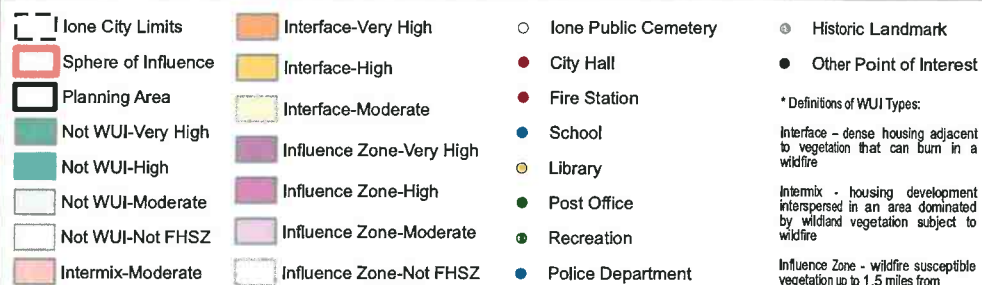 Ione City Limits
Sphere of Influence
Planning Area
Not WUI-Very High
Not WUI-High
Not WUI-Moderate
Not WUI-Not FHSZ
Intermix-Moderate
Interface-Very High
Interface-High
Interface-Moderate
Influence Zone-Very High
Influence Zone-High
Influence Zone-Moderate
Influence Zone-Not FHSZ
Ione Public Cemetery
City Hall
Fire Station
School
Library
Post Office
Recreation
Police Department
Historic Landmark
Other Point of Interest
* Definitions of WUI Types:
Interface – dense housing adjacent
to vegetation that can burn in a
wildfire
Intermix - housing development
interspersed in an area dominated
by wildland vegetation subject to
wildfire
Influence Zone - wildfire susceptible
vegetation up to 1.5 miles from